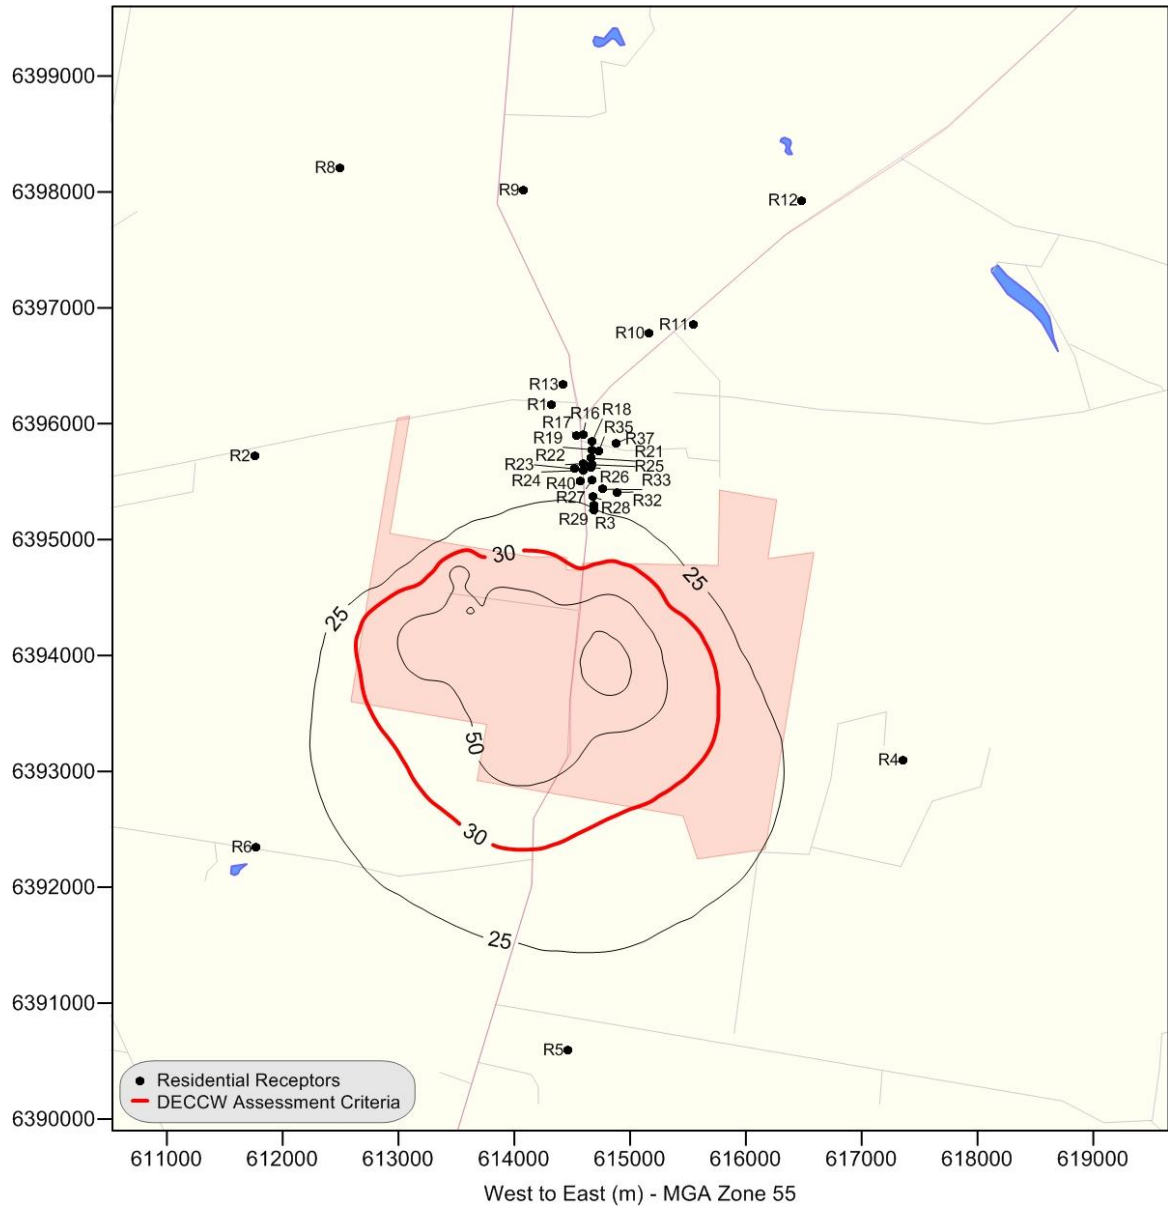 6399000
R8
R9
6398000
R12
6397000
R11
R10
R13
R1
R16
R18
6396000
R17
R35
R19
R37
R2
R22
R21
R23
R25
R24
R40
R26
R33
R27
R32
R28
R29
R3
6395000
30
25
25
6394000
50
6393000
R4
30
R6
6392000
25
6391000
R5
Residential Receptors
DECCW Assessment Criteria
6390000
611000 612000 613000 614000 615000 616000 617000 618000 619000
West to East (m) - MGA Zone 55